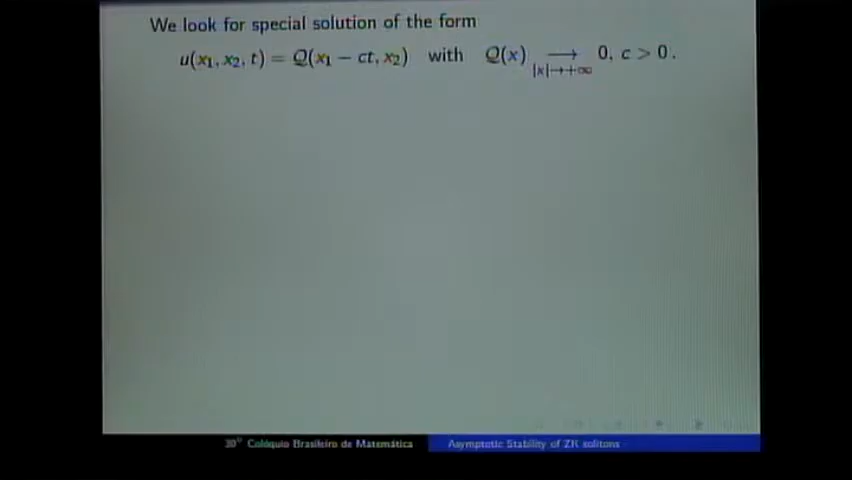 We look for special solution of the form
u(x₁, x₂, t) = Q(x₁ − ct, x₂) with Q(x) ⟶ 0, c > 0.
|x|→+∞
30° Colóquio Brasileiro de Matemática Asymptotic Stability of ZK solitons